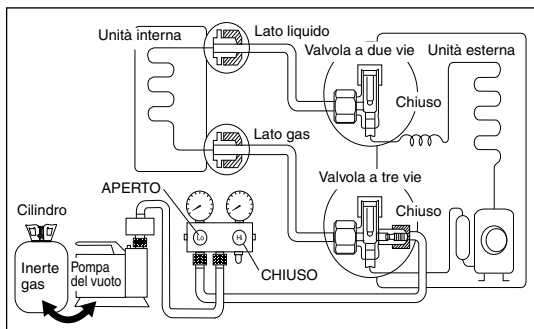 Unità interna
Lato liquido
Valvola a due vie
Unità esterna
Chiuso
Lato gas
Valvola a tre vie
APERTO
Chiuso
Cilindro
Lo
Hi
CHIUSO
Inerte
gas
Pompa
del vuoto